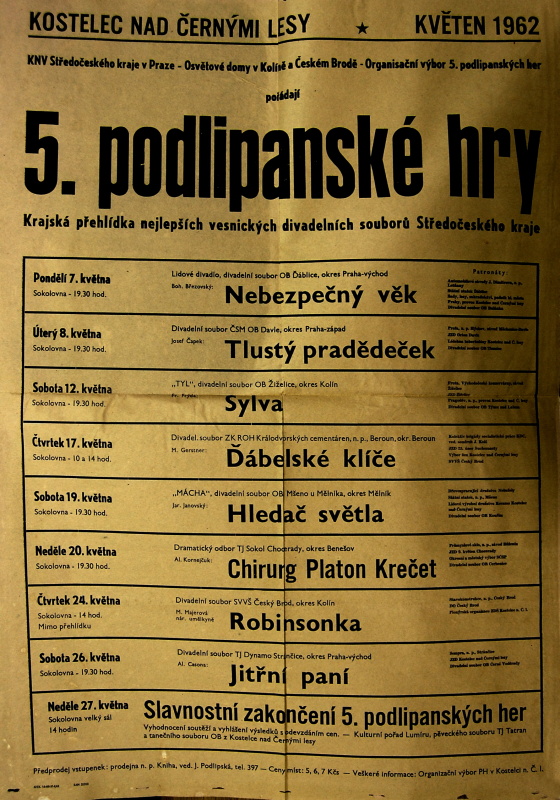 KOSTELEC NAD ČERNÝMI LESY ★ KVĚTEN 1962
KNV Středočeského kraje v Praze - Osvětové domy v Kolíně a Českém Brodě - Organisační výbor 5. podlipanských her
pořádají
5. podlipanské hry
Krajská přehlídka nejlepších vesnických divadelních souborů Středočeského kraje
Pondělí 7. května
Sokolovna - 19.30 hod.
Lidové divadlo, divadelní soubor OB Ďáblice, okres Praha-východ
Boh. Březovský:
Nebezpečný věk
Patronáty:
Úterý 8. května
Sokolovna - 19.30 hod.
Divadelní soubor ČSM OB Davle, okres Praha-západ
Josef Čapek:
Tlustý pradědeček
Sobota 12. května
Sokolovna - 19.30 hod.
„TYL", divadelní soubor OB Žiželice, okres Kolín
Sylva
Čtvrtek 17. května
Sokolovna - 10 a 14 hod.
Divadel. soubor ZK ROH Králodvorských cementáren, n. p., Beroun, okr. Beroun
M. Gerstner:
Ďábelské klíče
Sobota 19. května
Sokolovna - 19.30 hod.
„MÁCHA", divadelní soubor OB Mšeno u Mělníka, okres Mělník
Jar. Janovský:
Hledač světla
Neděle 20. května
Sokolovna - 19.30 hod.
Dramatický odbor TJ Sokol Chocerady, okres Benešov
Al. Kornejčuk:
Chirurg Platon Krečet
Čtvrtek 24. května
Sokolovna - 14 hod.
Mimo přehlídku
Divadelní soubor SVVŠ Český Brod, okres Kolín
M. Majerová
nár. umělkyně
Robinsonka
Sobota 26. května
Sokolovna - 19.30 hod.
Divadelní soubor TJ Dynamo Strančice, okres Praha-východ
Al. Casona:
Jitřní paní
Neděle 27. května
Sokolovna velký sál
14 hodin
Slavnostní zakončení 5. podlipanských her
Vyhodnocení soutěží a vyhlášení výsledků s odevzdáním cen. — Kulturní pořad Lumíru, pěveckého souboru TJ Tatran
a tanečního souboru OB z Kostelce nad Černými lesy
Předprodej vstupenek: prodejna n. p. Kniha, ved. J. Podlipská, tel. 397 — Ceny míst: 5, 6, 7 Kčs — Veškeré informace: Organizační výbor PH v Kostelci n. Č. l.